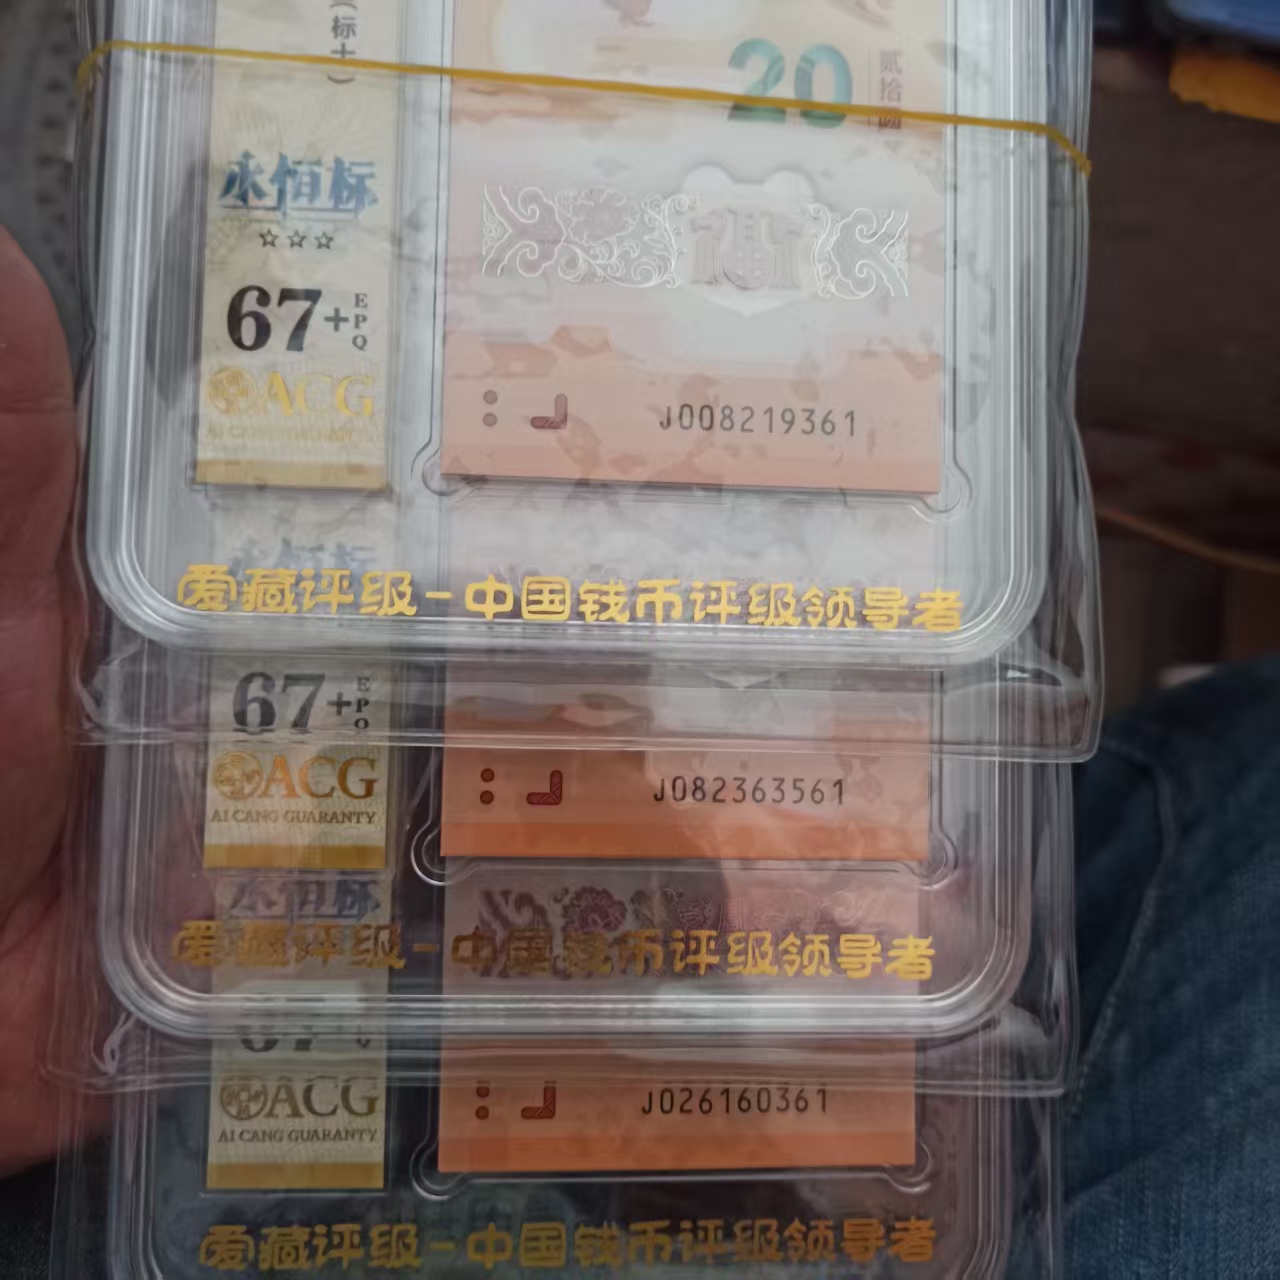 （标十）
20
贰拾圆
永恒标
☆☆☆
67+EPQ
ACG
J008219361
爱藏评级-中国钱币评级领导者
67+EPQ
ACG
AI CANG GUARANTY
J082363561
永恒标
爱藏评级-中国钱币评级领导者
67
ACG
AI CANG GUARANTY
J026160361
爱藏评级-中国钱币评级领导者